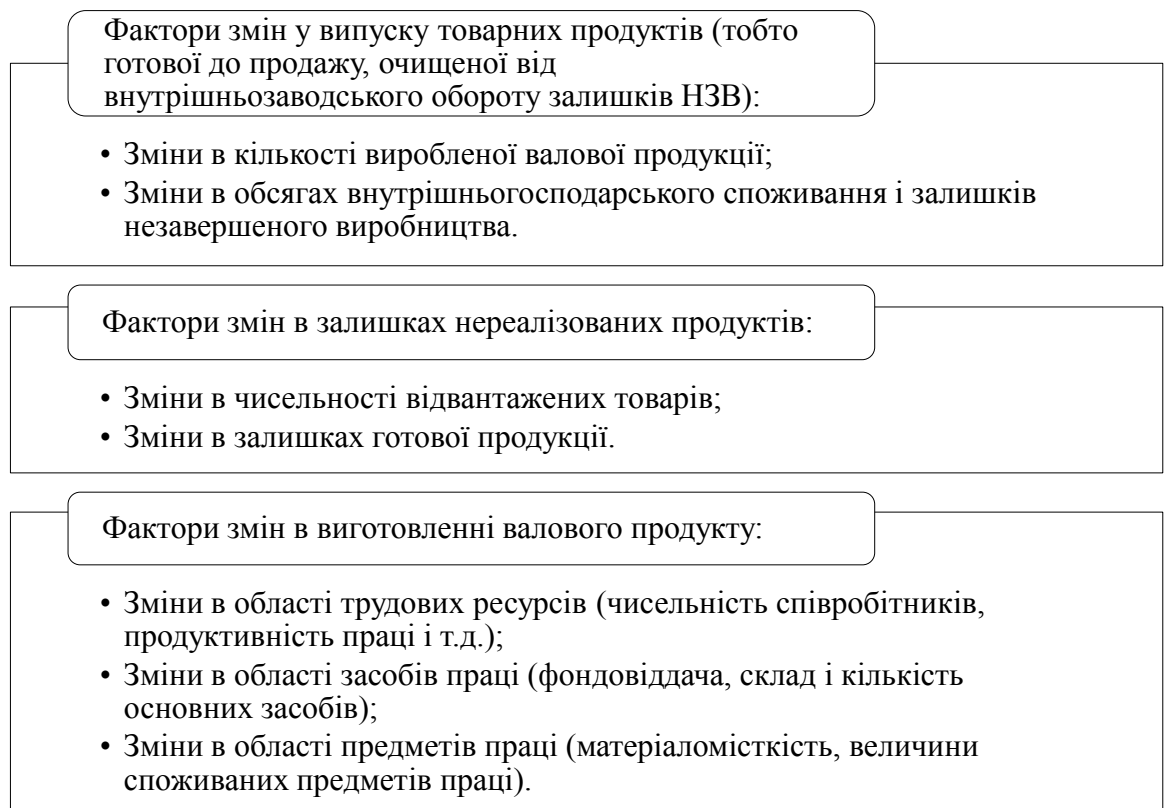 Фактори змін у випуску товарних продуктів (тобто
готової до продажу, очищеної від
внутрішньозаводського обороту залишків НЗВ):
• Зміни в кількості виробленої валової продукції;
• Зміни в обсягах внутрішньогосподарського споживання і залишків
незавершеного виробництва.
Фактори змін в залишках нереалізованих продуктів:
• Зміни в чисельності відвантажених товарів;
• Зміни в залишках готової продукції.
Фактори змін в виготовленні валового продукту:
• Зміни в області трудових ресурсів (чисельність співробітників,
продуктивність праці і т.д.);
• Зміни в області засобів праці (фондовіддача, склад і кількість
основних засобів);
• Зміни в області предметів праці (матеріаломісткість, величини
споживаних предметів праці).